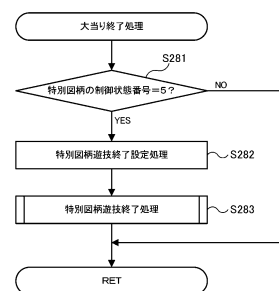 大当り終了処理
S281
特別図柄の制御状態番号=5?
NO
YES
特別図柄遊技終了設定処理
S282
特別図柄遊技終了処理
S283
RET